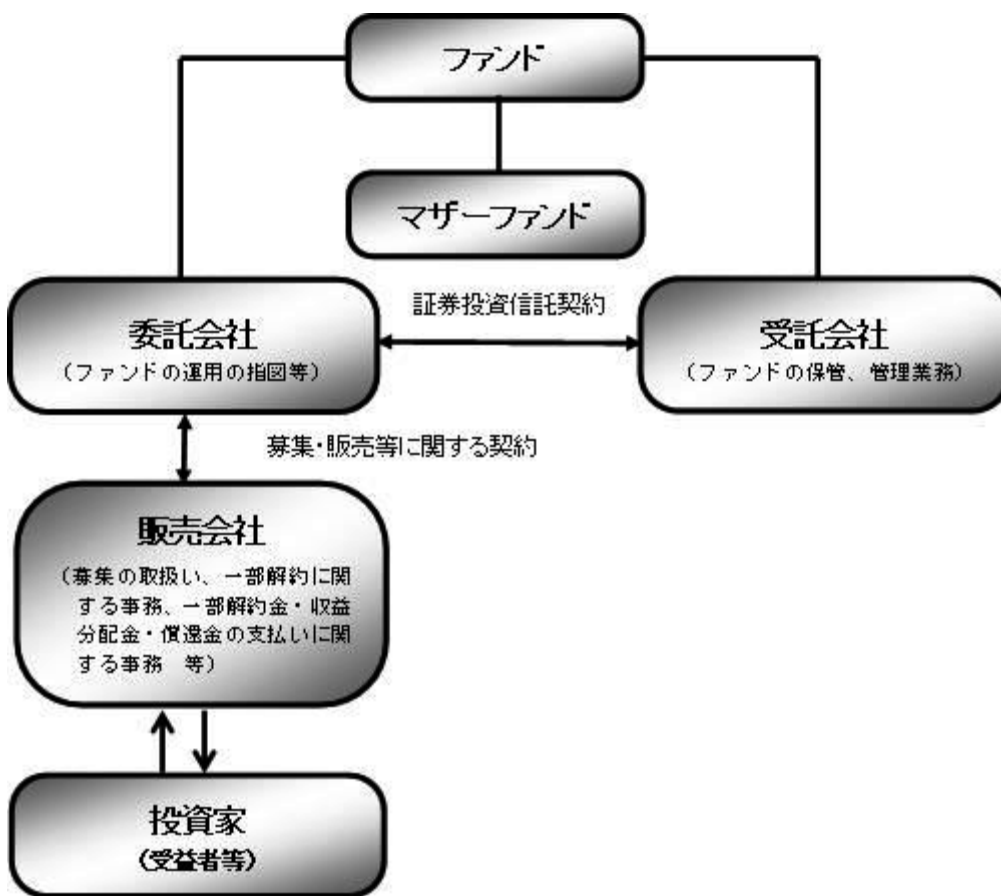 ファンド
マザーファンド
証券投資信託契約
委託会社
（ファンドの運用の指図等）
受託会社
（ファンドの保管、管理業務）
募集・販売等に関する契約
販売会社
（募集の取扱い、一部解約に関
する事務、一部解約金・収益
分配金・償還金の支払いに関
する事務　等）
投資家
（受益者等）